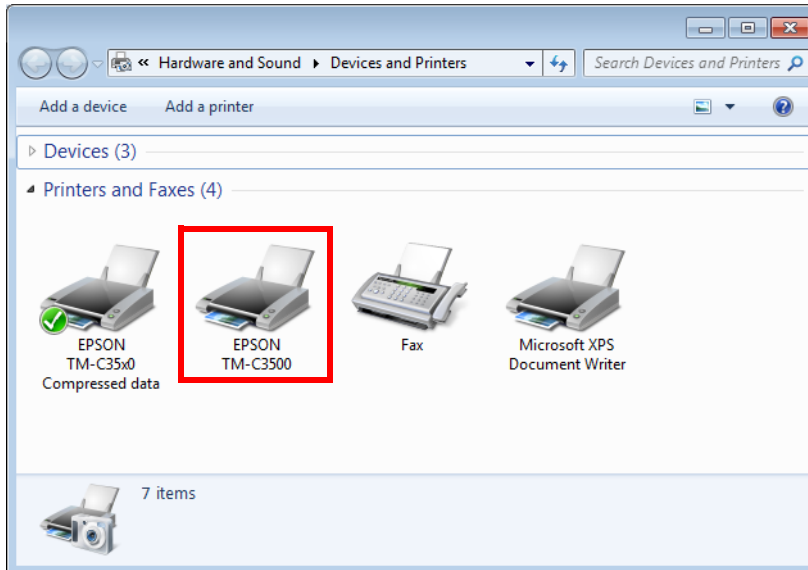 « Hardware and Sound Devices and Printers Search Devices and Printers
Add a device Add a printer
Devices (3)
Printers and Faxes (4)
EPSON
TM-C35x0
Compressed data
EPSON
TM-C3500
Fax
Microsoft XPS
Document Writer
7 items